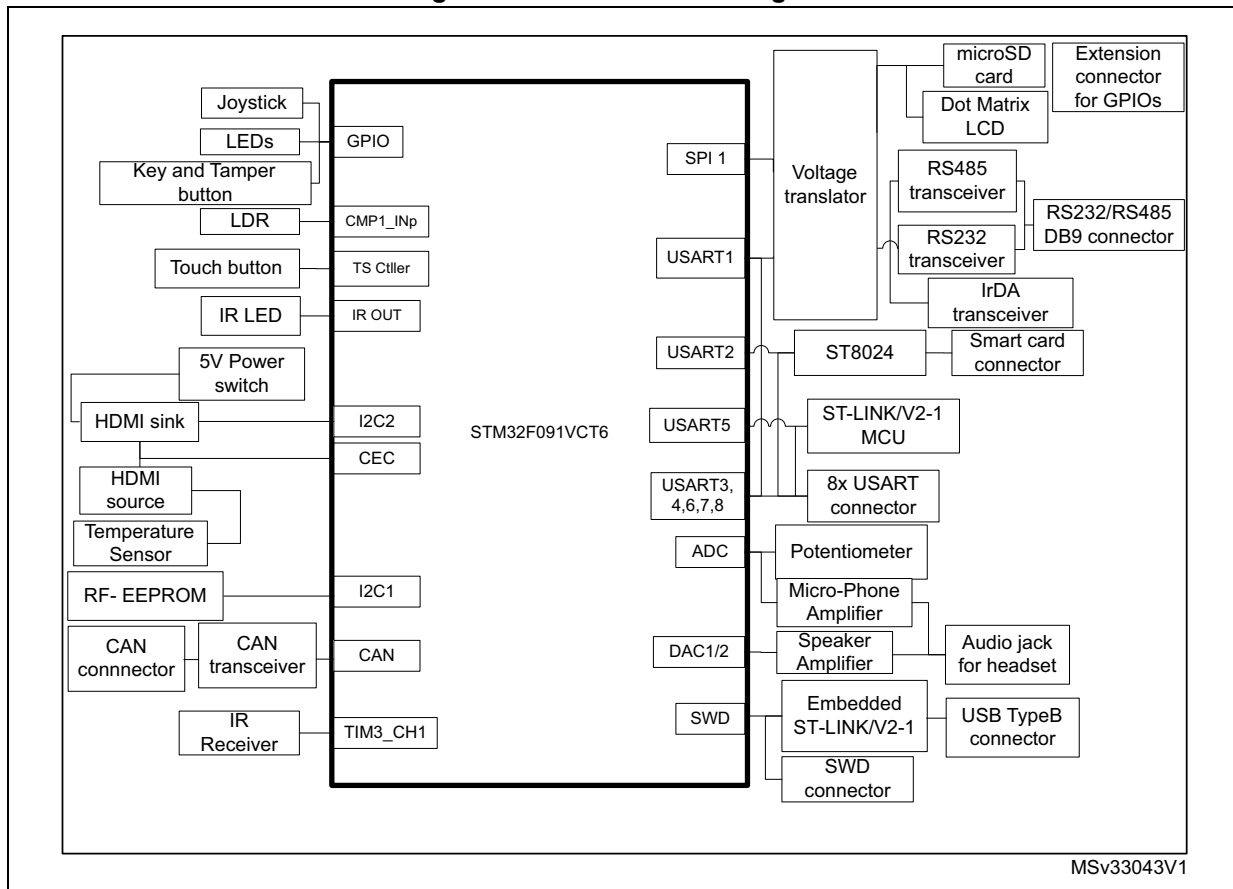 Joystick
LEDs
Key and Tamper
button
LDR
Touch button
IR LED
5V Power
switch
HDMI sink
HDMI
source
Temperature
Sensor
RF- EEPROM
CAN
connnector
CAN
transceiver
IR
Receiver
GPIO
CMP1_INp
TS Ctller
IR OUT
I2C2
CEC
I2C1
CAN
TIM3_CH1
STM32F091VCT6
SPI 1
USART1
USART2
USART5
USART3,
4,6,7,8
ADC
DAC1/2
SWD
Voltage
translator
microSD
card
Dot Matrix
LCD
Extension
connector
for GPIOs
RS485
transceiver
RS232
transceiver
RS232/RS485
DB9 connector
IrDA
transceiver
ST8024
Smart card
connector
ST-LINK/V2-1
MCU
8x USART
connector
Potentiometer
Micro-Phone
Amplifier
Speaker
Amplifier
Audio jack
for headset
Embedded
ST-LINK/V2-1
USB TypeB
connector
SWD
connector
MSv33043V1